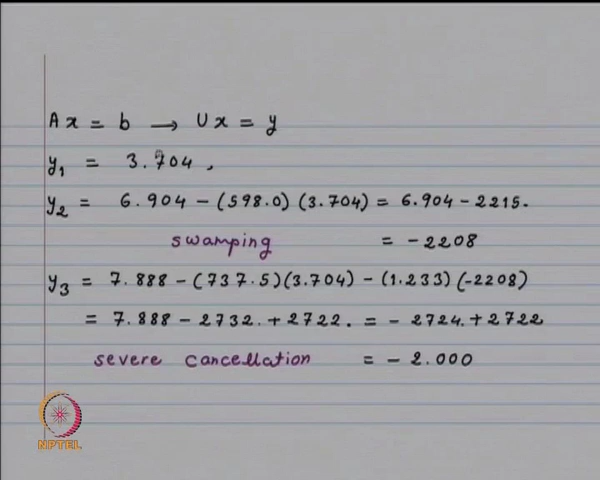 Ax = b → Ux = y
y₁ = 3.704,
y₂ = 6.904 - (598.0) (3.704) = 6.904 - 2215.
swamping = - 2208
y₃ = 7.888 - (737.5)(3.704) - (1.233)(-2208)
= 7.888 - 2732. + 2722. = - 2724. + 2722
severe cancellation = - 2.000
NPTEL